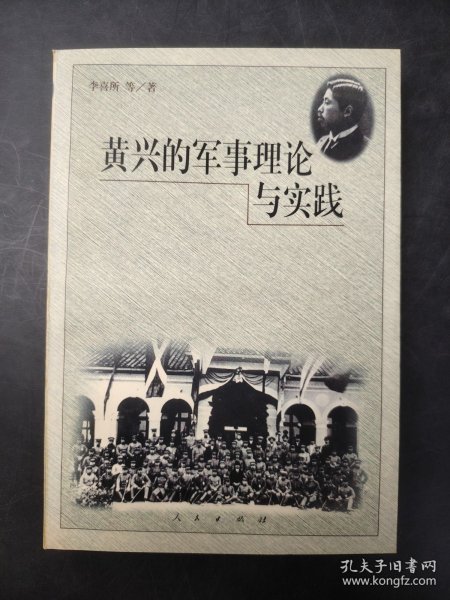 李喜所 等／著
黄兴的军事理论
与实践
人民出版社
孔夫子旧书网
www.kongfz.com